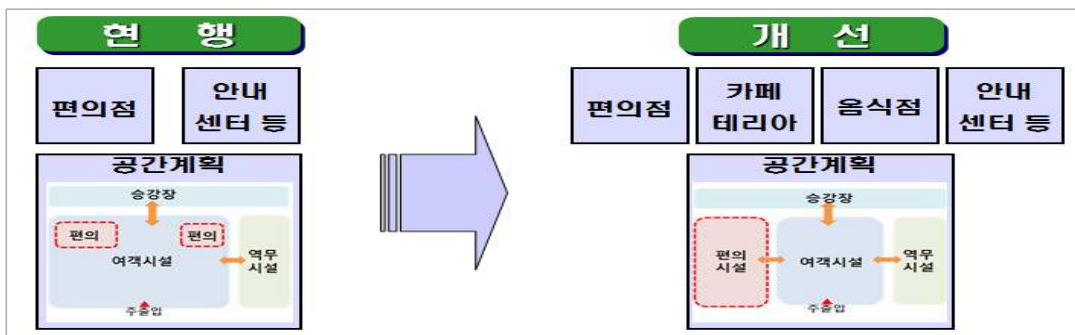 현 행
편의점
안내
센터 등
공간계획
승강장
편의
편의
여객시설
역무
시설
주출입
개 선
편의점
카페
테리아
음식점
안내
센터 등
공간계획
승강장
편의
시설
여객시설
역무
시설
주출입